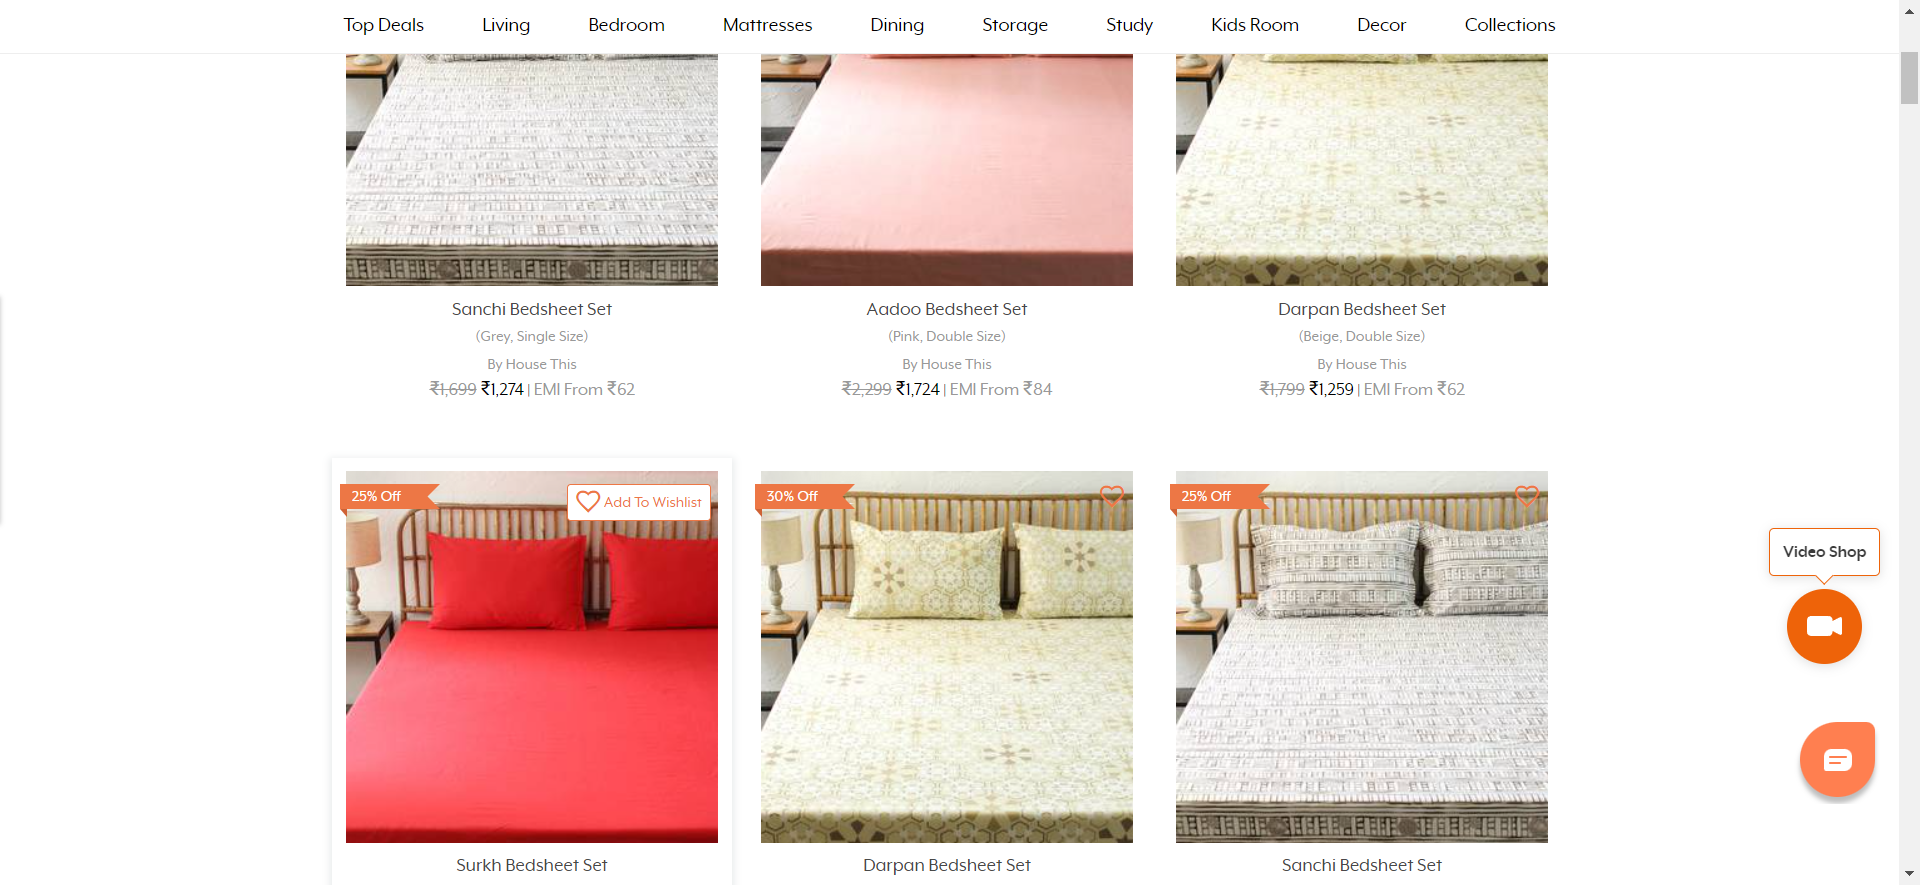 Top Deals Living Bedroom Mattresses Dining Storage Study Kids Room Decor Collections
Sanchi Bedsheet Set
(Grey, Single Size)
By House This
₹1,699 ₹1,274 | EMI From ₹62
Aadoo Bedsheet Set
(Pink, Double Size)
By House This
₹2,299 ₹1,724 | EMI From ₹84
Darpan Bedsheet Set
(Beige, Double Size)
By House This
₹1,799 ₹1,259 | EMI From ₹62
25% Off
Add To Wishlist
Surkh Bedsheet Set
30% Off
Darpan Bedsheet Set
25% Off
Sanchi Bedsheet Set
Video Shop